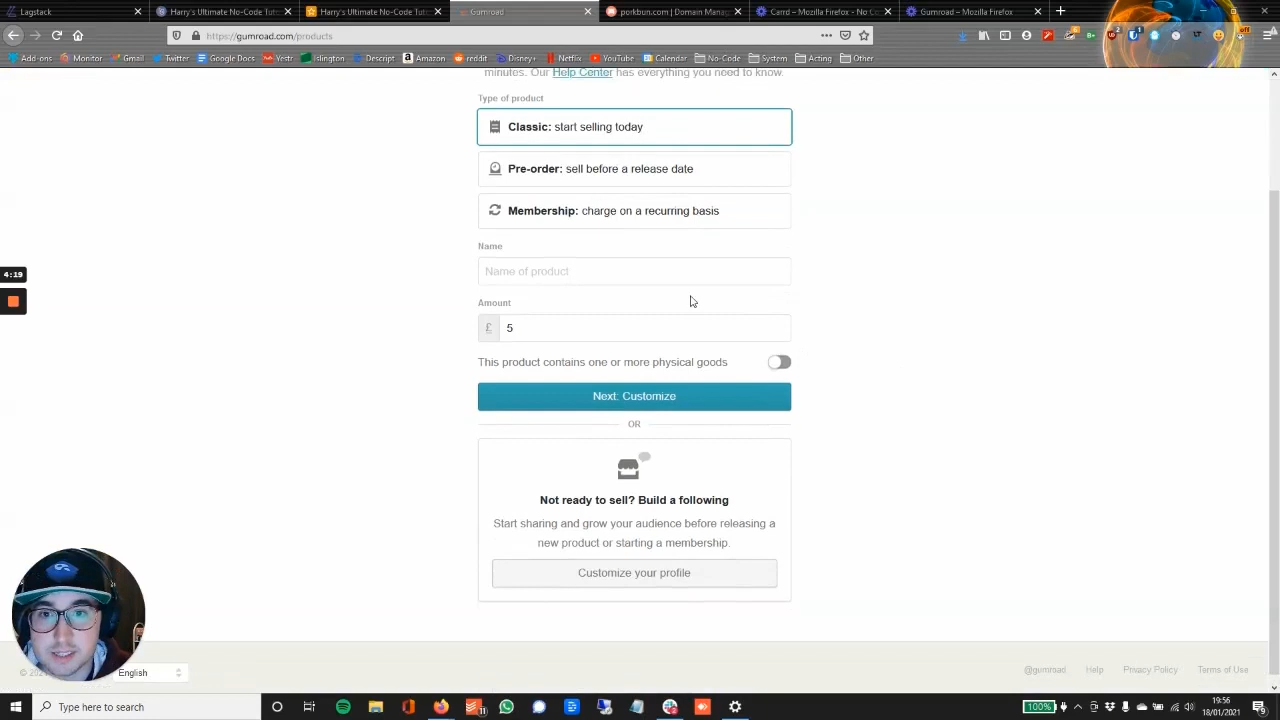 Lagstack
Harry's Ultimate No-Code Tut
Harry's Ultimate No-Code Tut
Gumroad
porkbun.com | Domain Manag
Carrd – Mozilla Firefox - No Co
Gumroad – Mozilla Firefox
https://gumroad.com/products
Add-ons
Monitor
Gmail
Twitter
Google Docs
Yestr
Islington
Descript
Amazon
reddit
Disney+
Netflix
YouTube
Calendar
No-Code
System
Acting
Other
minutes. Our Help Center has everything you need to know.
Type of product
Classic: start selling today
Pre-order: sell before a release date
Membership: charge on a recurring basis
4:19
Name
Name of product
Amount
£ 5
This product contains one or more physical goods
Next: Customize
OR
Not ready to sell? Build a following
Start sharing and grow your audience before releasing a
new product or starting a membership.
Customize your profile
English
@gumroad
Help
Privacy Policy
Terms of Use
Type here to search
11
100%
19:56
18/01/2021